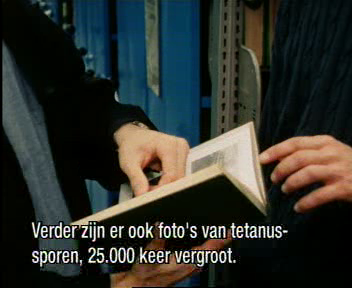 Verder zijn er ook foto's van tetanus-
sporen, 25.000 keer vergroot.